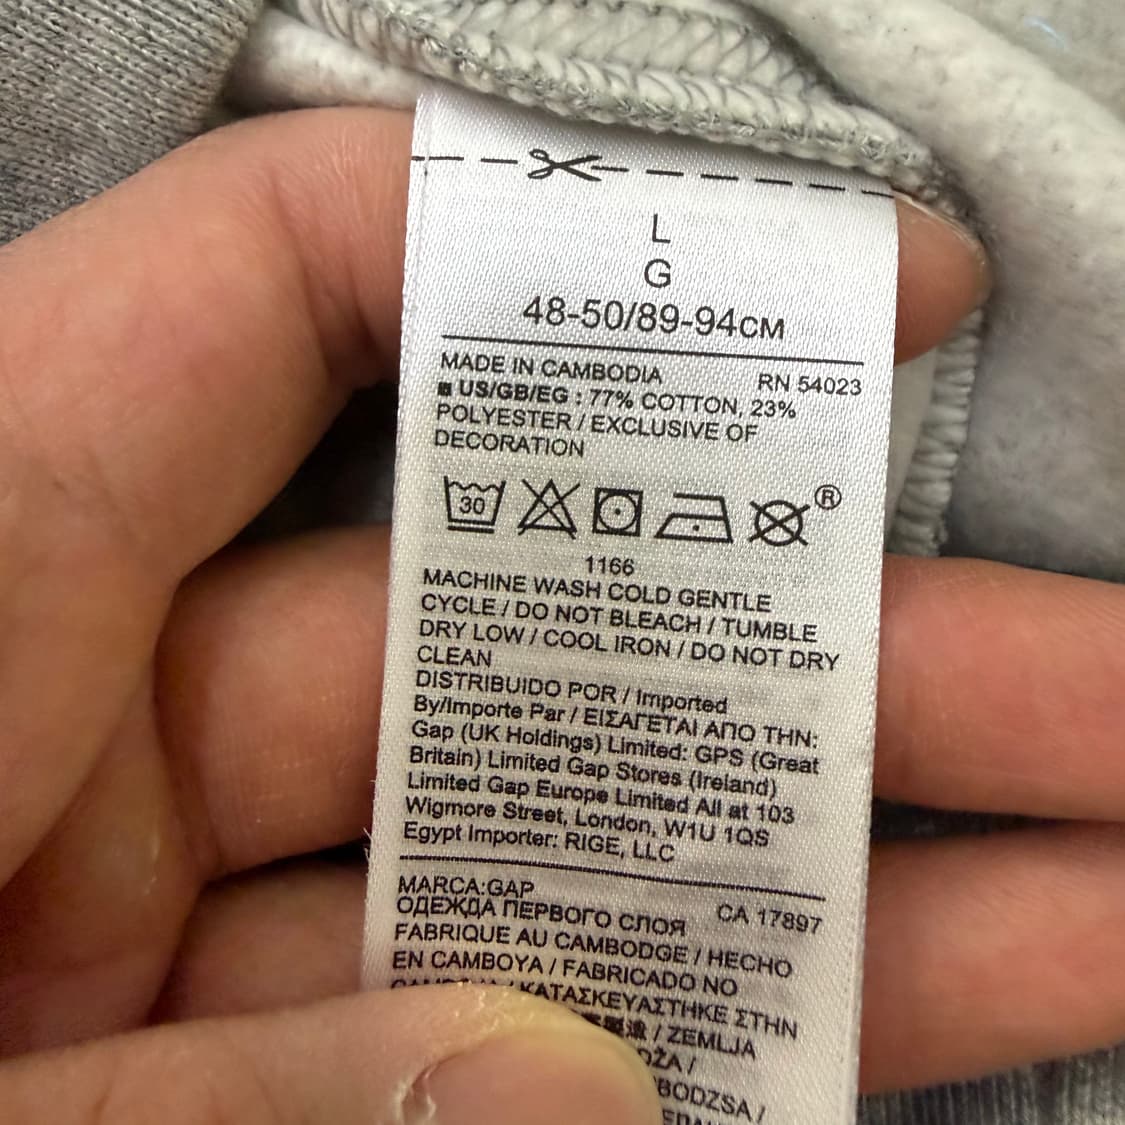 L
G
48-50/89-94CM
MADE IN CAMBODIA RN 54023
■ US/GB/EG : 77% COTTON, 23%
POLYESTER / EXCLUSIVE OF
DECORATION
30 ®
1166
MACHINE WASH COLD GENTLE
CYCLE / DO NOT BLEACH / TUMBLE
DRY LOW / COOL IRON / DO NOT DRY
CLEAN
DISTRIBUIDO POR / Imported
By/Importe Par / ΕΙΣΑΓΕΤΑΙ ΑΠΟ ΤΗΝ:
Gap (UK Holdings) Limited: GPS (Great
Britain) Limited Gap Stores (Ireland)
Limited Gap Europe Limited All at 103
Wigmore Street, London, W1U 1QS
Egypt Importer: RIGE, LLC
MARCA:GAP CA 17897
ОДЕЖДА ПЕРВОГО СЛОЯ
FABRIQUE AU CAMBODGE / HECHO
EN CAMBOYA / FABRICADO NO
ΚΑΤΑΣΚΕΥΑΣΤΗΚΕ ΣΤΗΝ
/ ZEMLJA
/
/